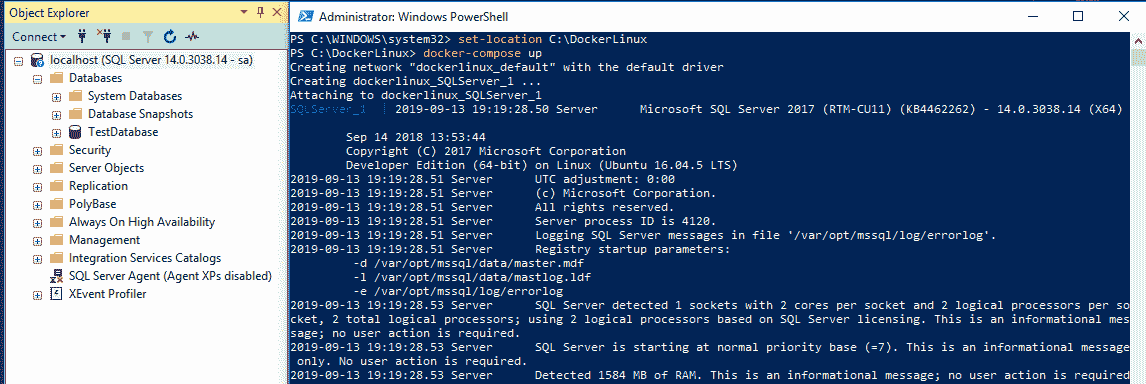 Object Explorer
Connect
localhost (SQL Server 14.0.3038.14 - sa)
Databases
System Databases
Database Snapshots
TestDatabase
Security
Server Objects
Replication
PolyBase
Always On High Availability
Management
Integration Services Catalogs
SQL Server Agent (Agent XPs disabled)
XEvent Profiler
Administrator: Windows PowerShell
PS C:\WINDOWS\system32> set-location C:\DockerLinux
PS C:\DockerLinux> docker-compose up
Creating network "dockerlinux_default" with the default driver
Creating dockerlinux_SQLServer_1 ...
Attaching to dockerlinux_SQLServer_1
SQLServer_1 | 2019-09-13 19:19:28.50 Server Microsoft SQL Server 2017 (RTM-CU11) (KB4462262) - 14.0.3038.14 (X64)
Sep 14 2018 13:53:44
Copyright (C) 2017 Microsoft Corporation
Developer Edition (64-bit) on Linux (Ubuntu 16.04.5 LTS)
2019-09-13 19:19:28.51 Server UTC adjustment: 0:00
2019-09-13 19:19:28.51 Server (c) Microsoft Corporation.
2019-09-13 19:19:28.51 Server All rights reserved.
2019-09-13 19:19:28.51 Server Server process ID is 4120.
2019-09-13 19:19:28.51 Server Logging SQL Server messages in file '/var/opt/mssql/log/errorlog'.
2019-09-13 19:19:28.51 Server Registry startup parameters:
-d /var/opt/mssql/data/master.mdf
-l /var/opt/mssql/data/mastlog.ldf
-e /var/opt/mssql/log/errorlog
2019-09-13 19:19:28.53 Server SQL Server detected 1 sockets with 2 cores per socket and 2 logical processors per so
cket, 2 total logical processors; using 2 logical processors based on SQL Server licensing. This is an informational mes
sage; no user action is required.
2019-09-13 19:19:28.53 Server SQL Server is starting at normal priority base (=7). This is an informational message
only. No user action is required.
2019-09-13 19:19:28.53 Server Detected 1584 MB of RAM. This is an informational message; no user action is required